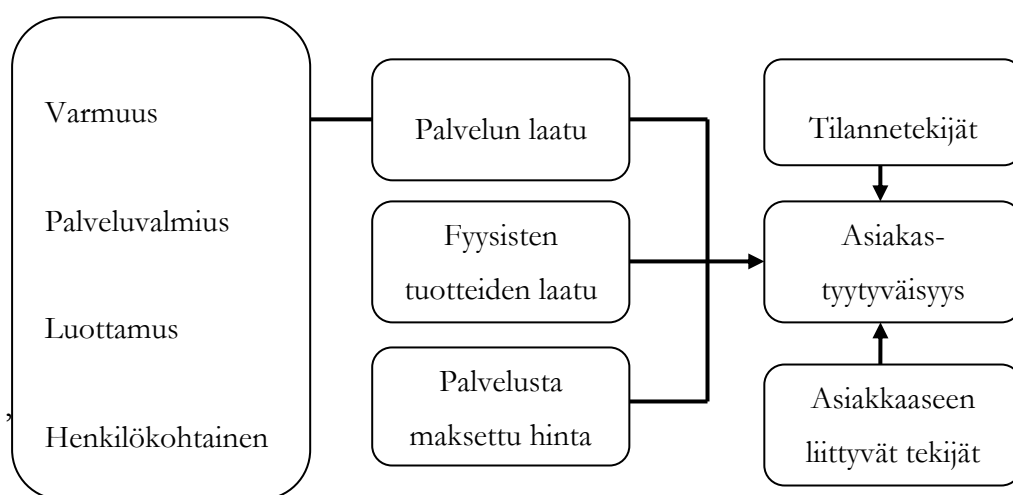 Varmuus
Palveluvalmius
Luottamus
,
Henkilökohtainen
Palvelun laatu
Fyysisten
tuotteiden laatu
Palvelusta
maksettu hinta
Tilannetekijät
Asiakas-
tyytyväisyys
Asiakkaaseen
liittyvät tekijät